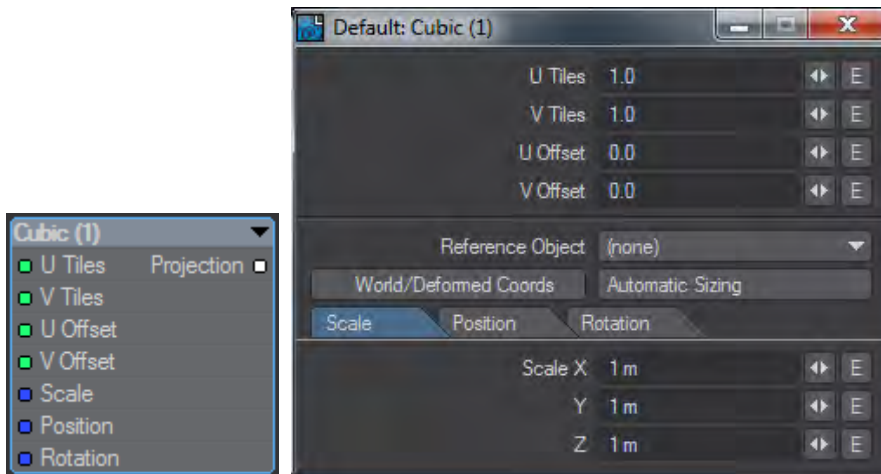 Cubic (1)
U Tiles Projection
V Tiles
U Offset
V Offset
Scale
Position
Rotation
Default: Cubic (1)
U Tiles 1.0 E
V Tiles 1.0 E
U Offset 0.0 E
V Offset 0.0 E
Reference Object (none)
World/Deformed Coords Automatic Sizing
Scale Position Rotation
Scale X 1 m E
Y 1 m E
Z 1 m E